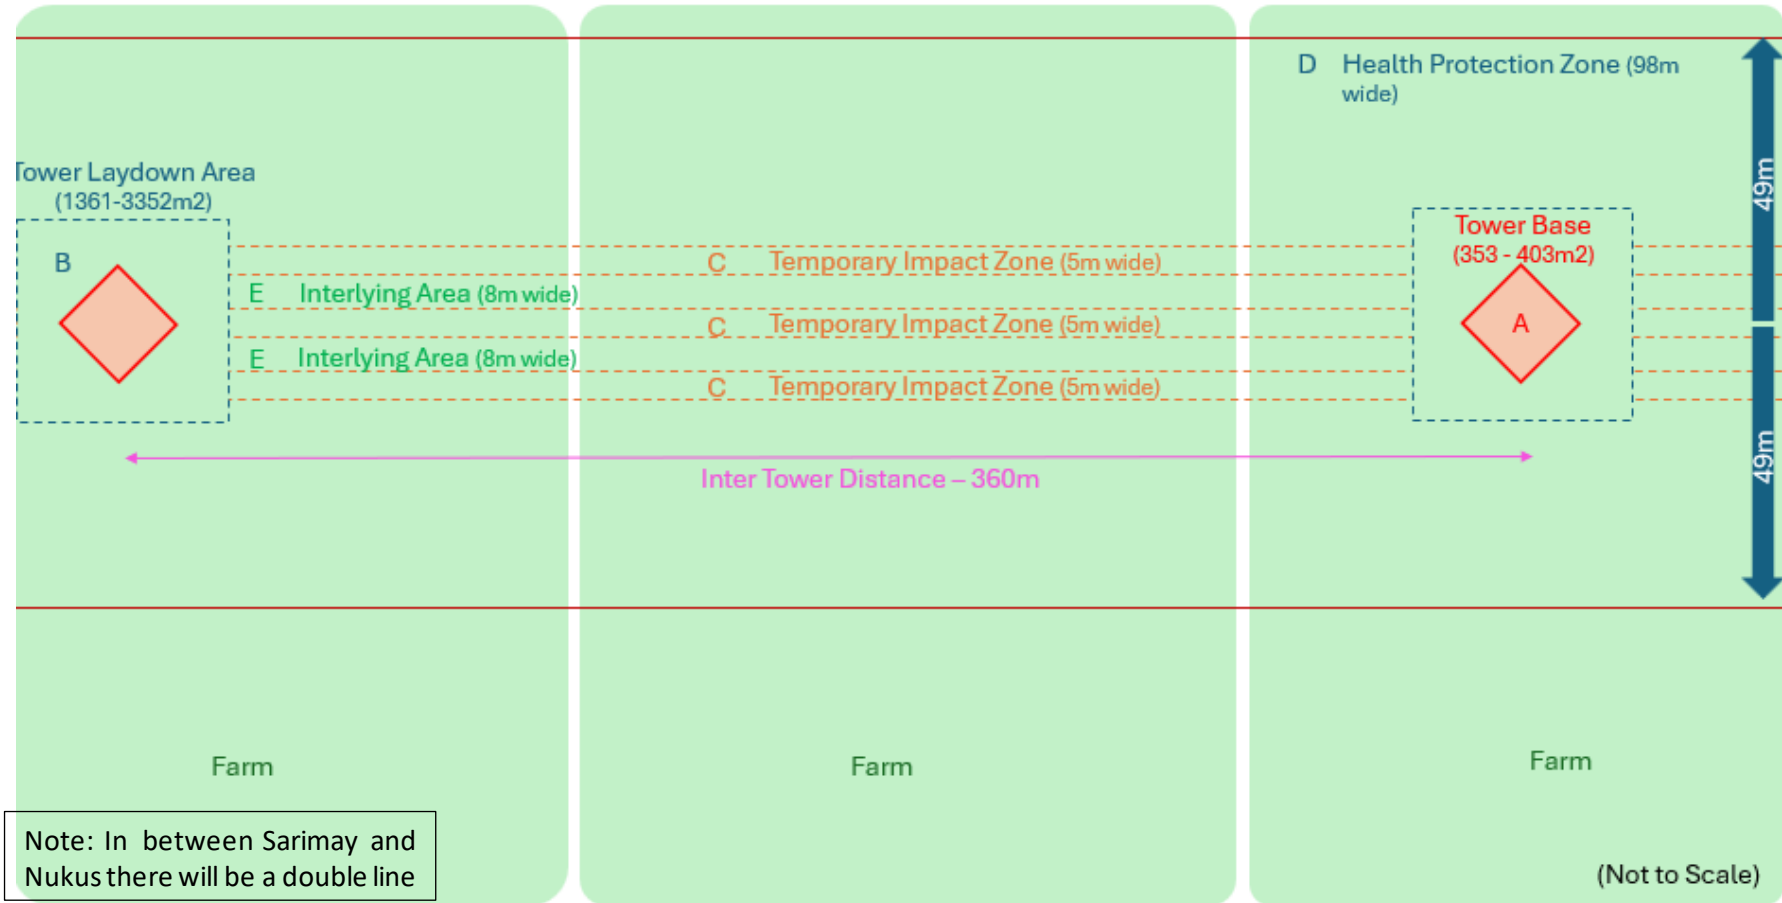 D Health Protection Zone (98m
wide)
49m
Tower Laydown Area
(1361-3352m2)
Tower Base
(353 - 403m2)
B
C Temporary Impact Zone (5m wide)
E Interlying Area (8m wide)
C Temporary Impact Zone (5m wide)
A
E Interlying Area (8m wide)
C Temporary Impact Zone (5m wide)
49m
Inter Tower Distance – 360m
Farm
Farm
Farm
Note: In between Sarimay and
Nukus there will be a double line
(Not to Scale)